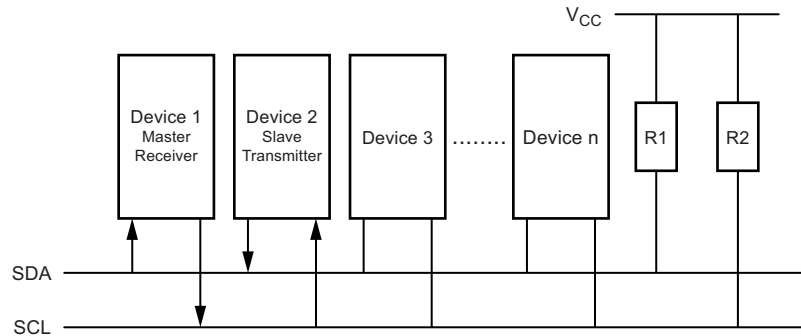 VCC
Device 1
Master
Receiver
Device 2
Slave
Transmitter
Device 3
........
Device n
R1
R2
SDA
SCL